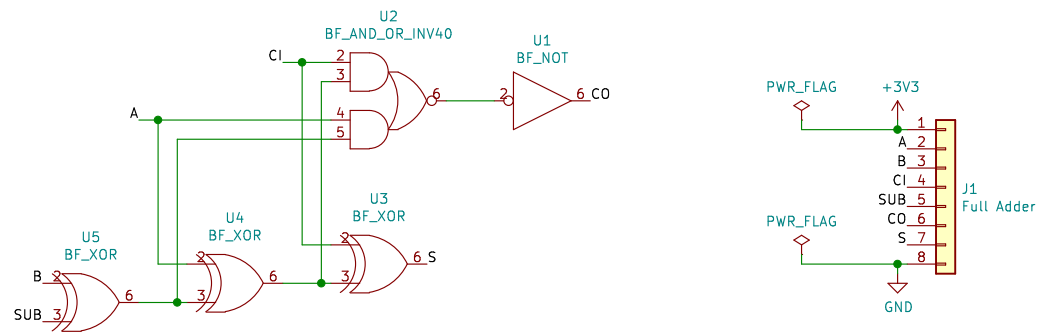 U2
BF_AND_OR_INV40
CI
2
3
6
4
5
U1
BF_NOT
2
6
CO
A
U3
BF_XOR
2
3
6
S
U4
BF_XOR
2
3
6
U5
BF_XOR
B
2
SUB
3
6
PWR_FLAG
+3V3
1
A
2
B
3
CI
4
SUB
5
CO
6
S
7
8
J1
Full Adder
PWR_FLAG
GND